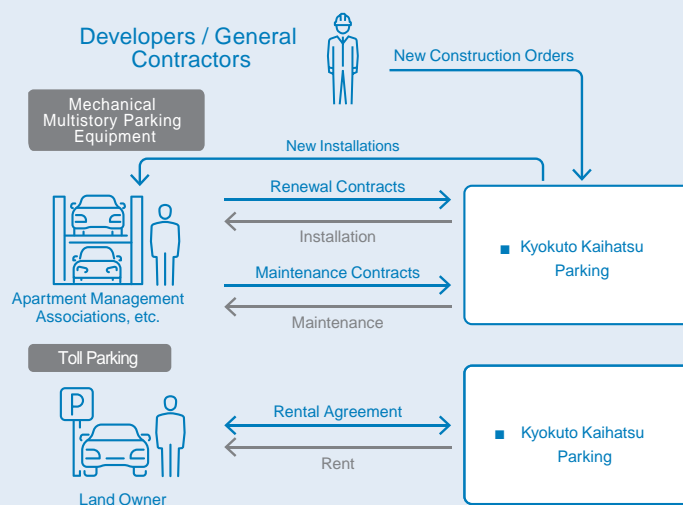 Developers / General
Contractors
New Construction Orders
Mechanical
Multistory Parking
Equipment
New Installations
Renewal Contracts
Installation
Maintenance Contracts
Maintenance
Apartment Management
Associations, etc.
■ Kyokuto Kaihatsu
Parking
Toll Parking
P
Rental Agreement
Rent
Land Owner
■ Kyokuto Kaihatsu
Parking